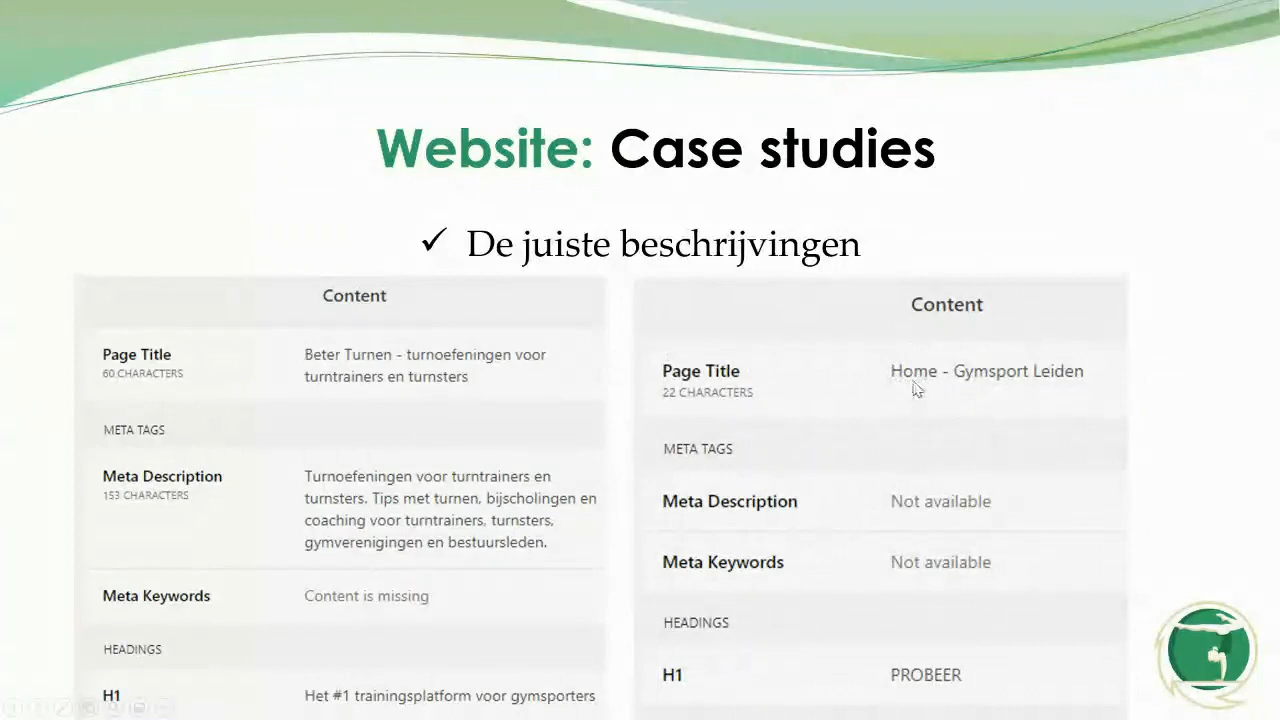 Website: Case studies
✓ De juiste beschrijvingen
Content
Page Title
60 CHARACTERS
Beter Turnen - turnoefeningen voor
turntrainers en turnsters
META TAGS
Meta Description
153 CHARACTERS
Turnoefeningen voor turntrainers en
turnsters. Tips met turnen, bijscholingen en
coaching voor turntrainers, turnsters,
gymverenigingen en bestuursleden.
Meta Keywords
Content is missing
HEADINGS
H1
Het #1 trainingsplatform voor gymsporters
Content
Page Title
22 CHARACTERS
Home - Gymsport Leiden
META TAGS
Meta Description
Not available
Meta Keywords
Not available
HEADINGS
H1
PROBEER